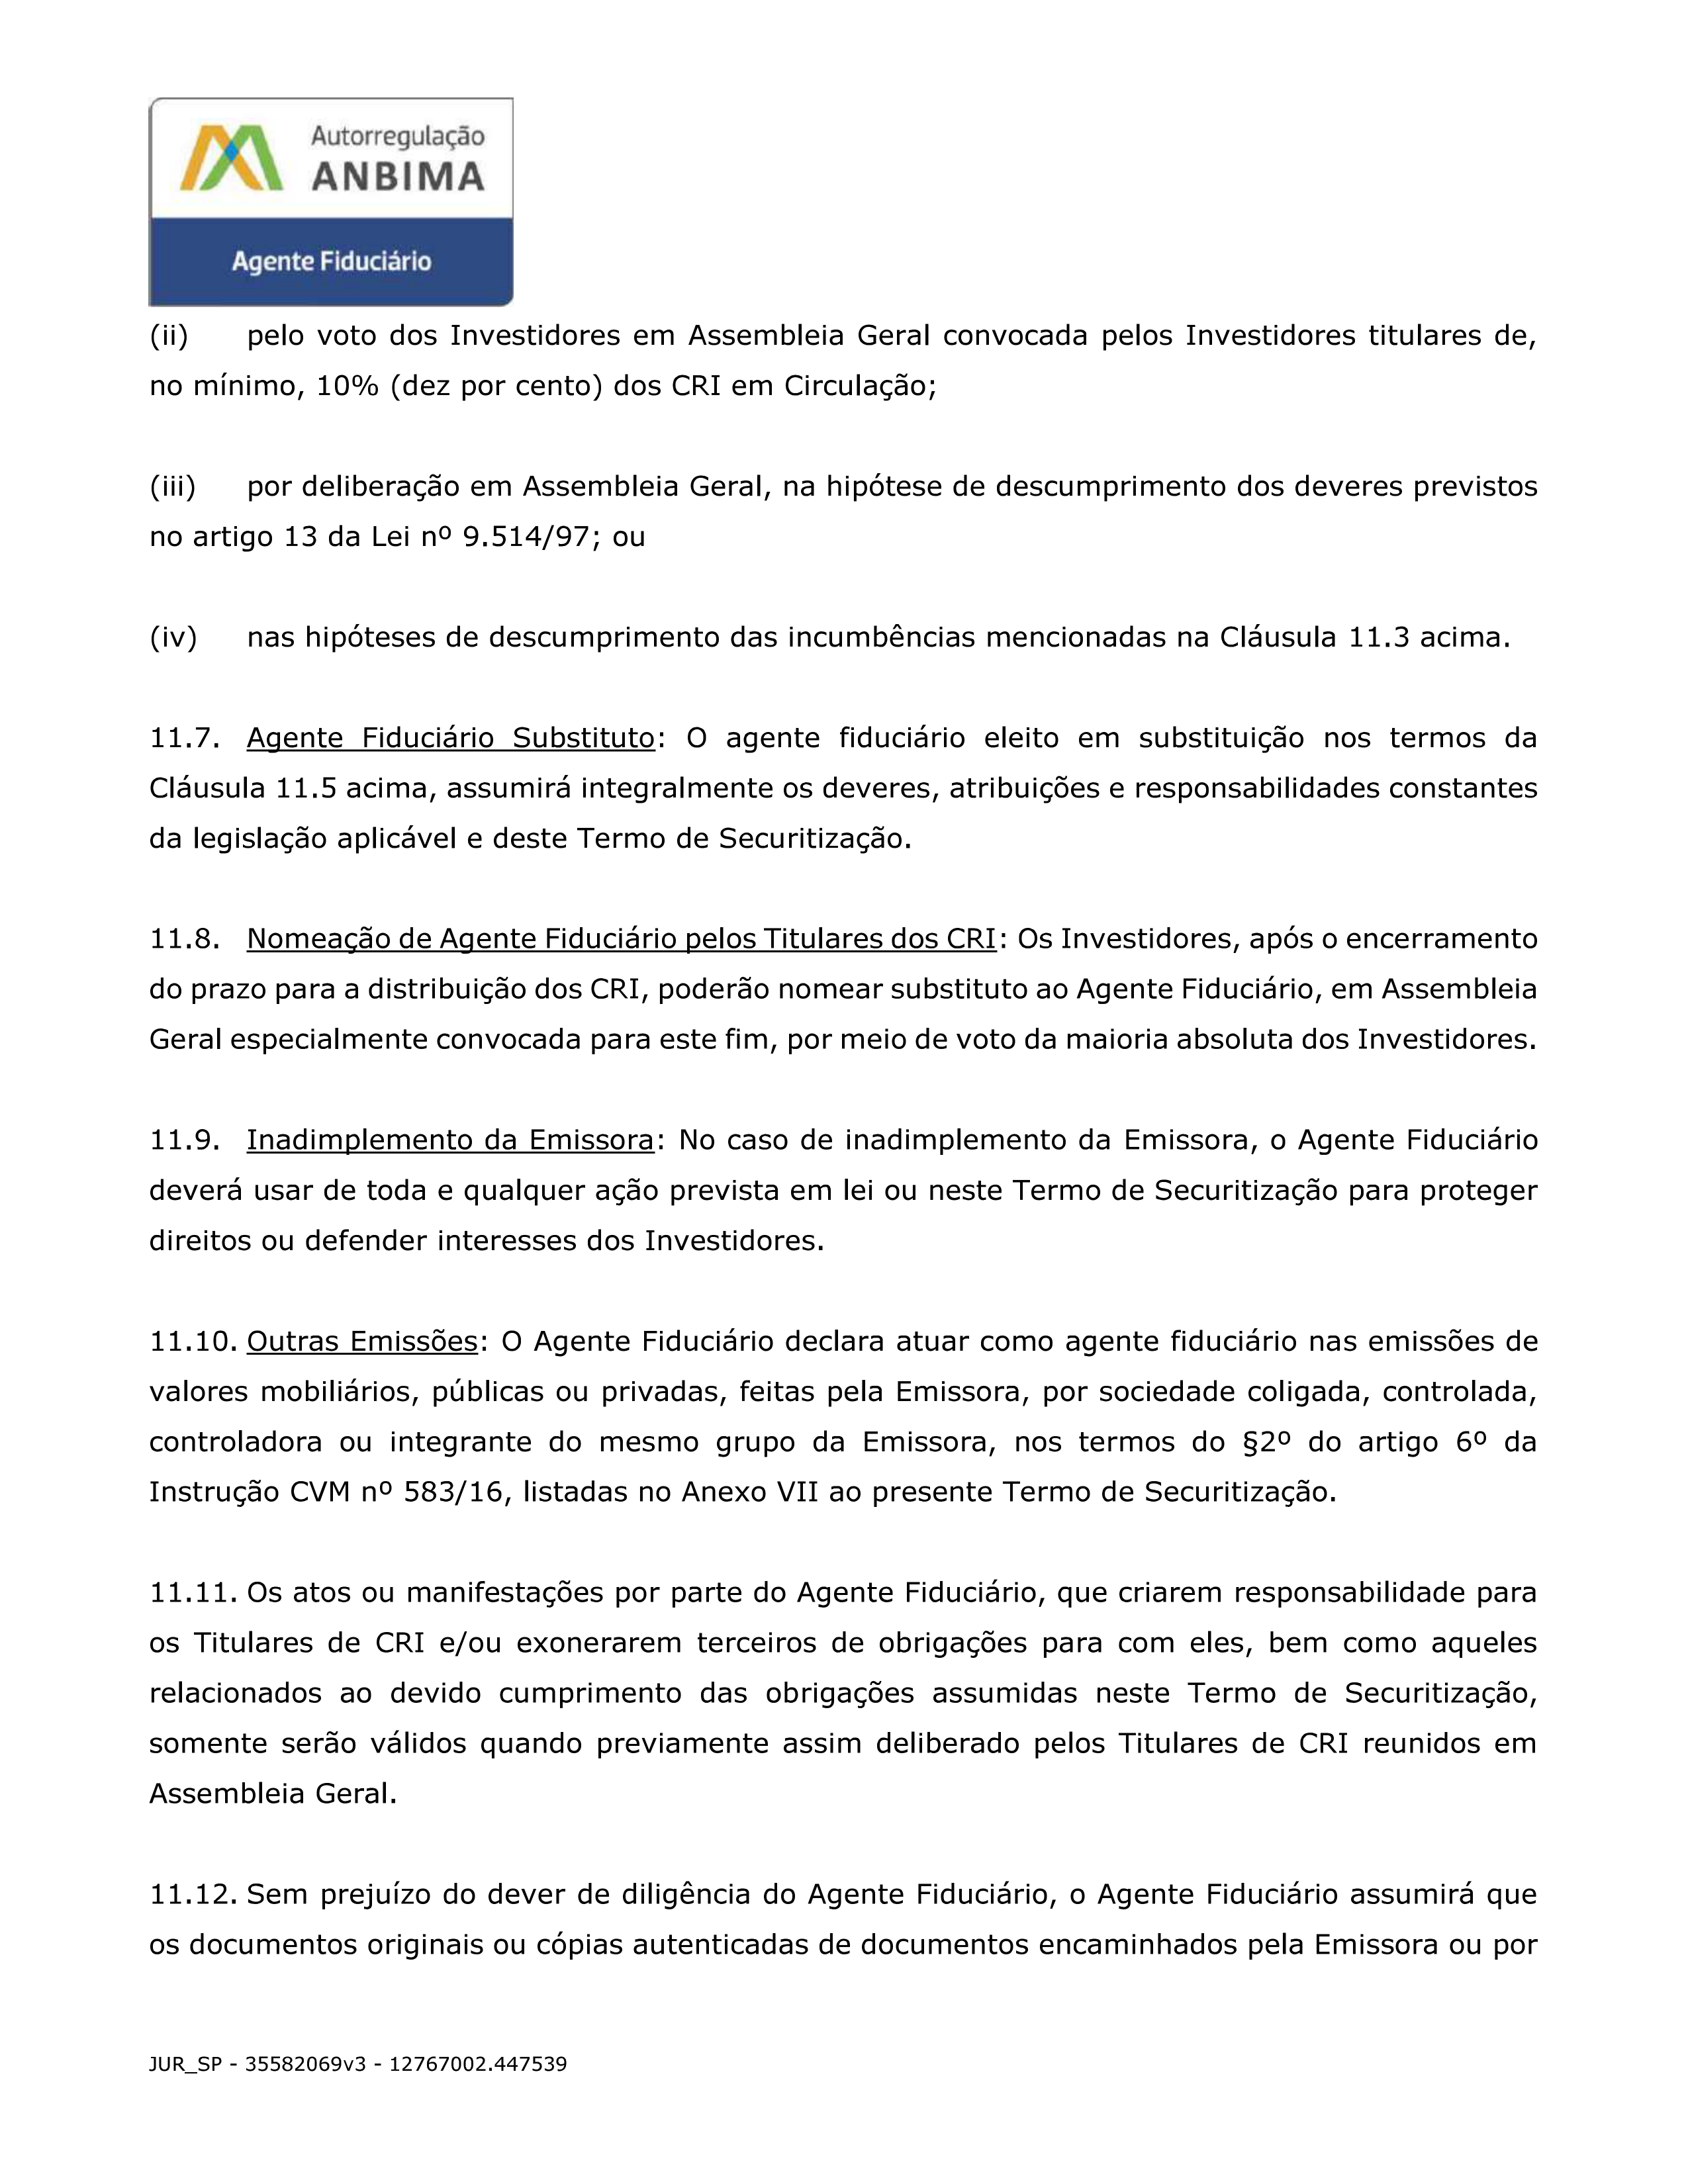 Autorregulação
ANBIMA
Agente Fiduciário
(ii) pelo voto dos Investidores em Assembleia Geral convocada pelos Investidores titulares de,
no mínimo, 10% (dez por cento) dos CRI em Circulação;
(iii) por deliberação em Assembleia Geral, na hipótese de descumprimento dos deveres previstos
no artigo 13 da Lei nº 9.514/97; ou
(iv) nas hipóteses de descumprimento das incumbências mencionadas na Cláusula 11.3 acima.
11.7. Agente Fiduciário Substituto: O agente fiduciário eleito em substituição nos termos da
Cláusula 11.5 acima, assumirá integralmente os deveres, atribuições e responsabilidades constantes
da legislação aplicável e deste Termo de Securitização.
11.8. Nomeação de Agente Fiduciário pelos Titulares dos CRI: Os Investidores, após o encerramento
do prazo para a distribuição dos CRI, poderão nomear substituto ao Agente Fiduciário, em Assembleia
Geral especialmente convocada para este fim, por meio de voto da maioria absoluta dos Investidores.
11.9. Inadimplemento da Emissora: No caso de inadimplemento da Emissora, o Agente Fiduciário
deverá usar de toda e qualquer ação prevista em lei ou neste Termo de Securitização para proteger
direitos ou defender interesses dos Investidores.
11.10. Outras Emissões: O Agente Fiduciário declara atuar como agente fiduciário nas emissões de
valores mobiliários, públicas ou privadas, feitas pela Emissora, por sociedade coligada, controlada,
controladora ou integrante do mesmo grupo da Emissora, nos termos do §2º do artigo 6º da
Instrução CVM nº 583/16, listadas no Anexo VII ao presente Termo de Securitização.
11.11. Os atos ou manifestações por parte do Agente Fiduciário, que criarem responsabilidade para
os Titulares de CRI e/ou exonerarem terceiros de obrigações para com eles, bem como aqueles
relacionados ao devido cumprimento das obrigações assumidas neste Termo de Securitização,
somente serão válidos quando previamente assim deliberado pelos Titulares de CRI reunidos em
Assembleia Geral.
11.12. Sem prejuízo do dever de diligência do Agente Fiduciário, o Agente Fiduciário assumirá que
os documentos originais ou cópias autenticadas de documentos encaminhados pela Emissora ou por
JUR_SP - 35582069v3 - 12767002.447539